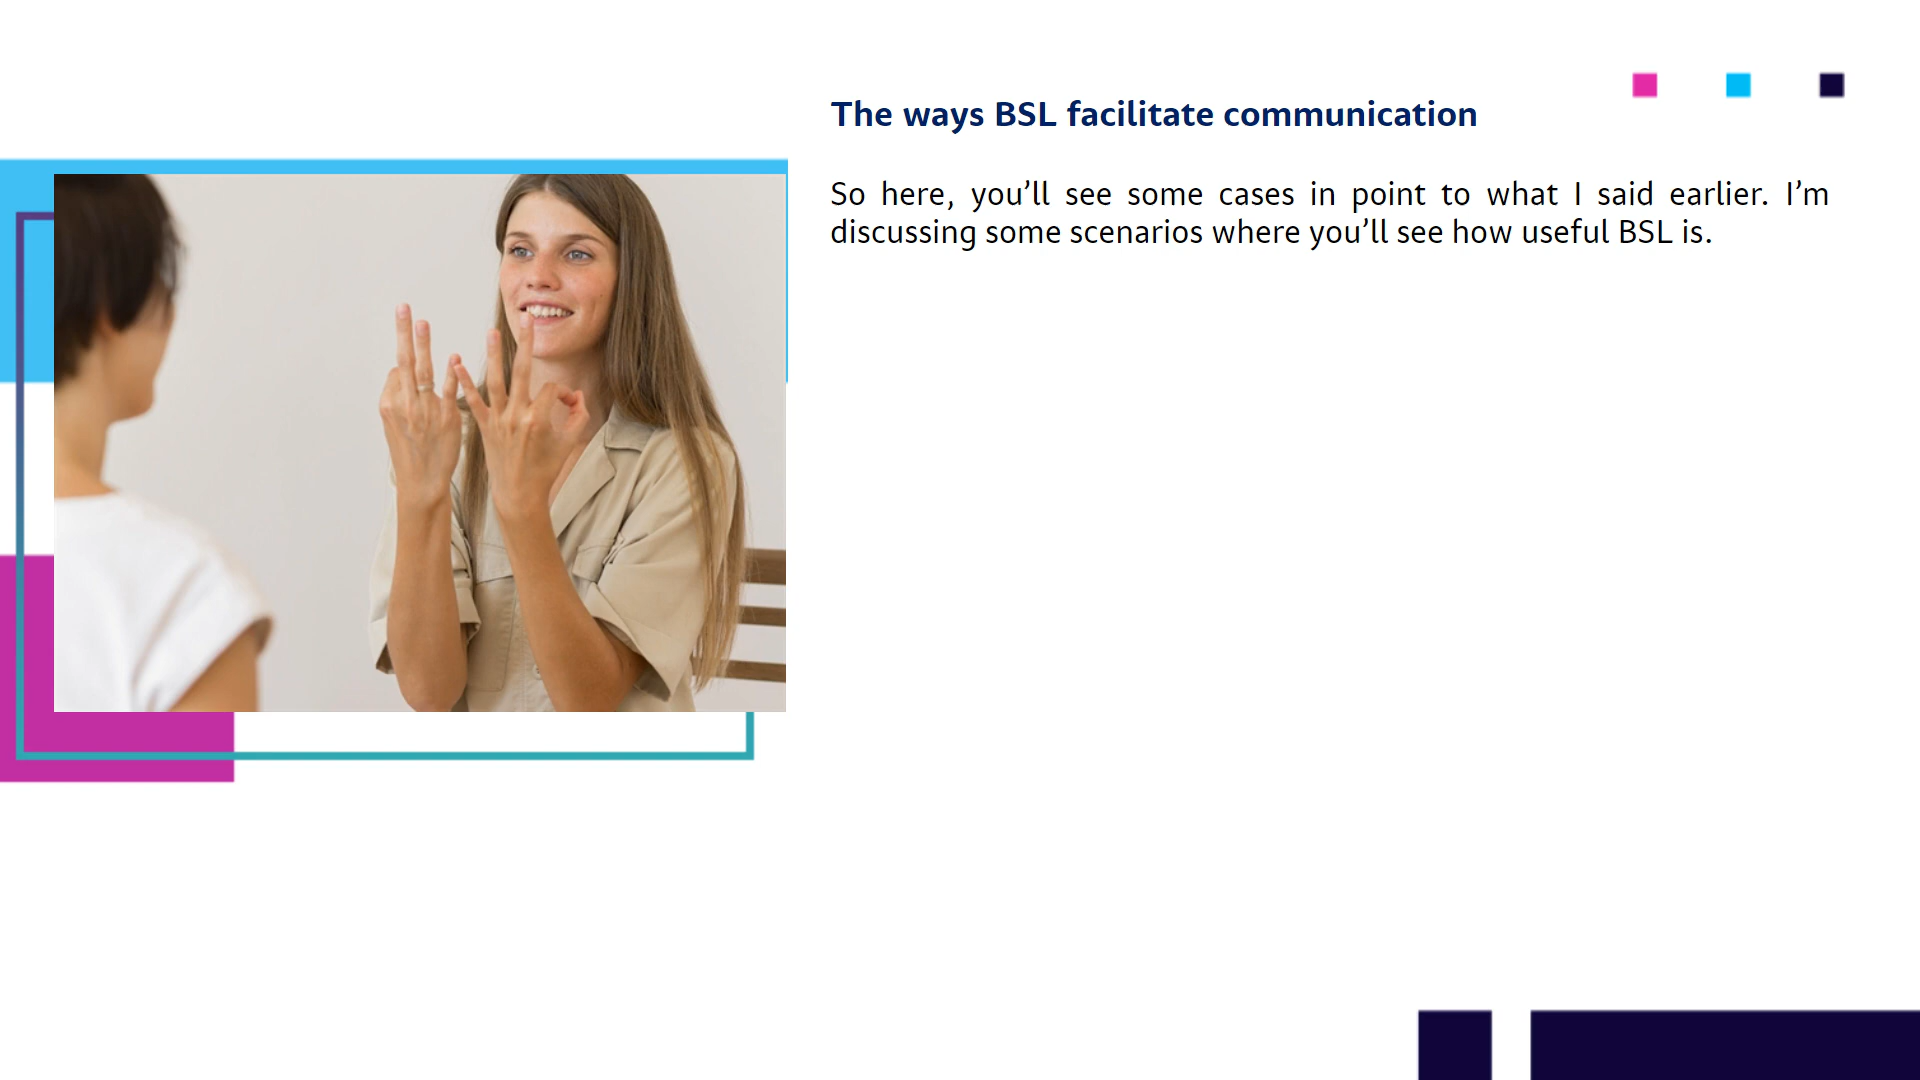 The ways BSL facilitate communication
So here, you’ll see some cases in point to what I said earlier. I’m
discussing some scenarios where you’ll see how useful BSL is.